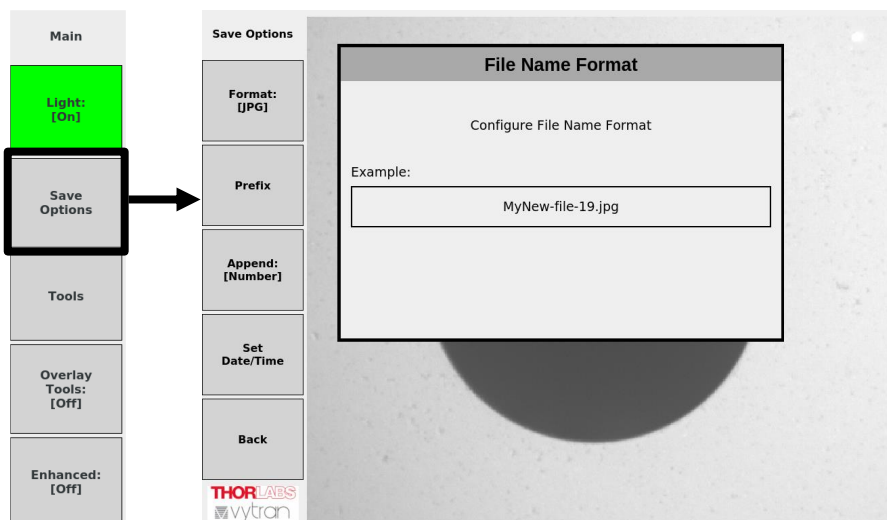 Main
Light:
[On]
Save
Options
Tools
Overlay
Tools:
[Off]
Enhanced:
[Off]
Save Options
Format:
[JPG]
Prefix
Append:
[Number]
Set
Date/Time
Back
THORLABS
vytran
File Name Format
Configure File Name Format
Example:
MyNew-file-19.jpg